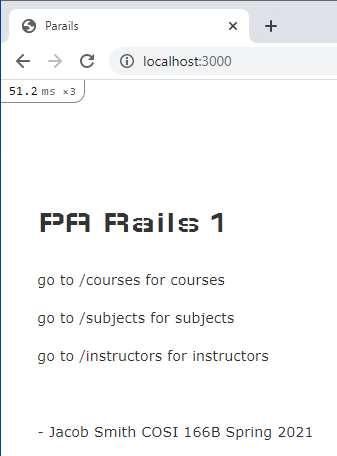 Parails
localhost:3000
51.2 ms ×3
PA Rails 1
go to /courses for courses
go to /subjects for subjects
go to /instructors for instructors
- Jacob Smith COSI 166B Spring 2021